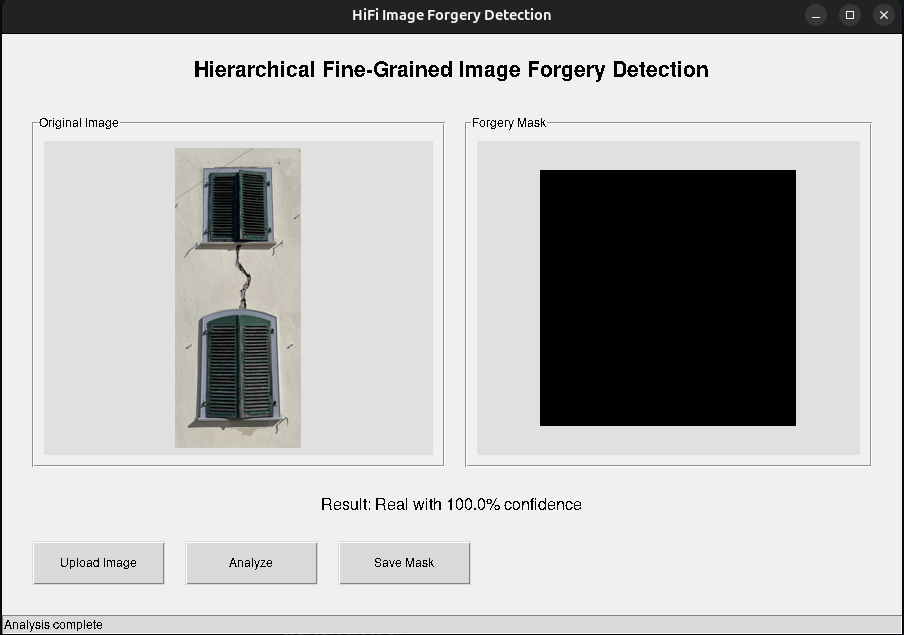 HiFi Image Forgery Detection
Hierarchical Fine-Grained Image Forgery Detection
Original Image
Forgery Mask
Result: Real with 100.0% confidence
Upload Image
Analyze
Save Mask
Analysis complete